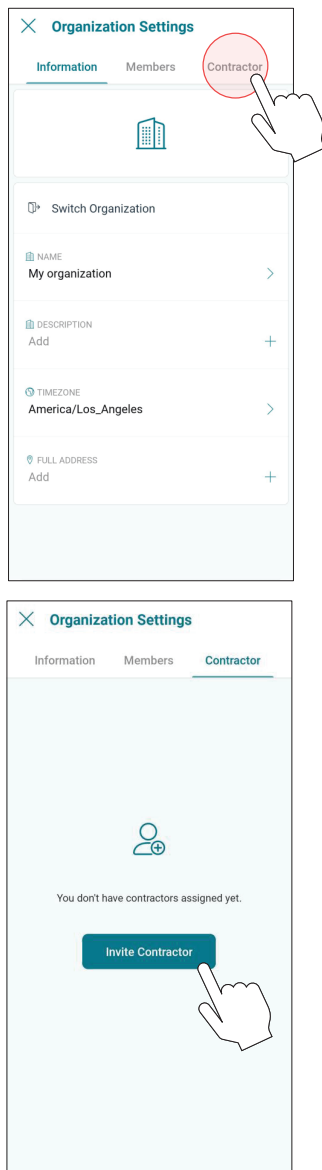 Organization Settings
Information Members Contractor
Switch Organization
NAME
My organization
DESCRIPTION
Add
TIMEZONE
America/Los_Angeles
FULL ADDRESS
Add
Organization Settings
Information Members Contractor
You don't have contractors assigned yet.
Invite Contractor